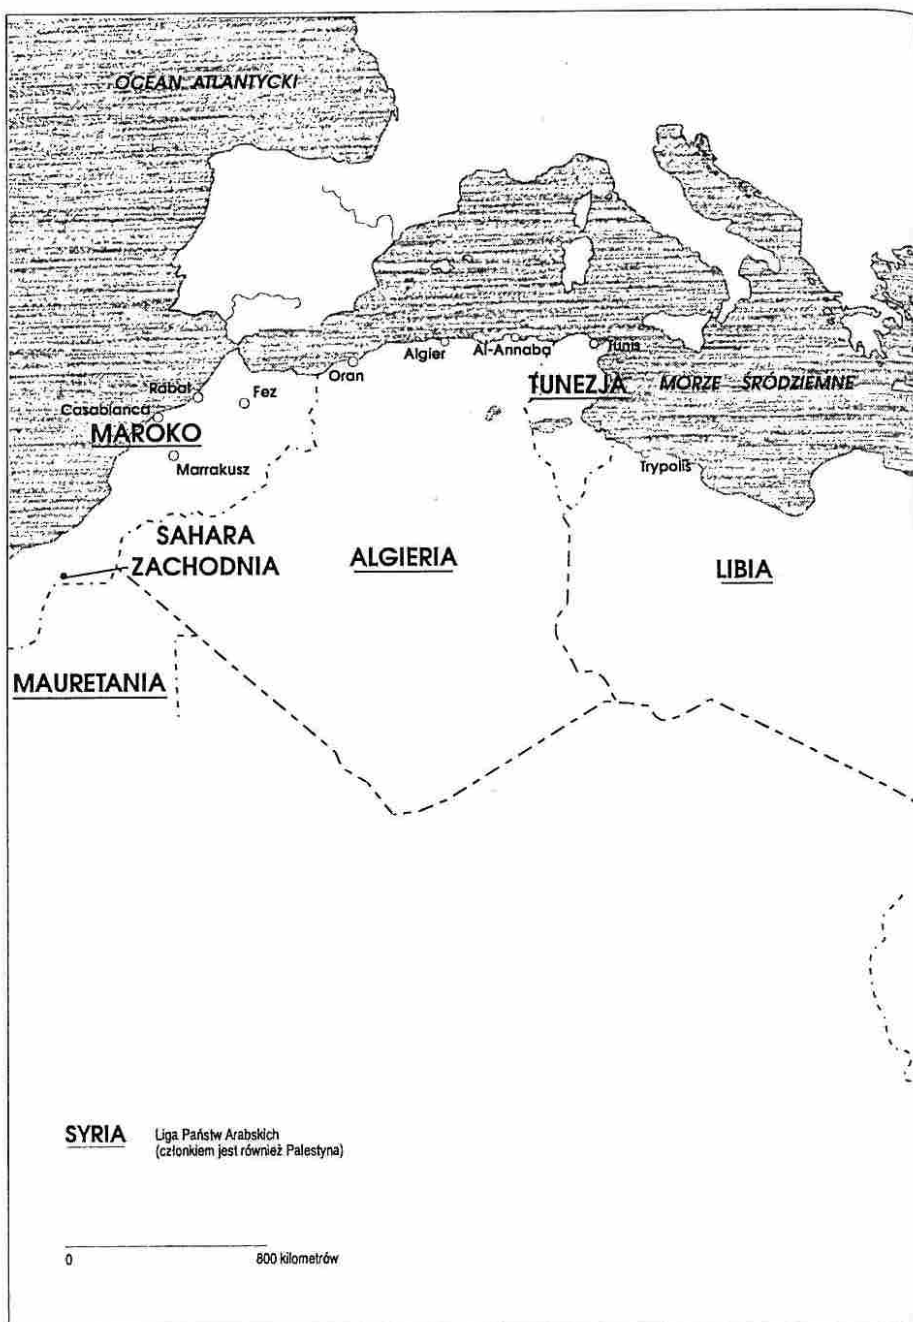 OCEAN ATLANTYCKI
Algier
Al-Annaba
Tunis
Oran
TUNEZJA
MORZE ŚRÓDZIEMNE
Rabat
Fez
Casablanca
MAROKO
Marrakusz
Trypolis
SAHARA
ZACHODNIA
ALGIERIA
LIBIA
MAURETANIA
SYRIA
Liga Państw Arabskich
(członkiem jest również Palestyna)
0
800 kilometrów